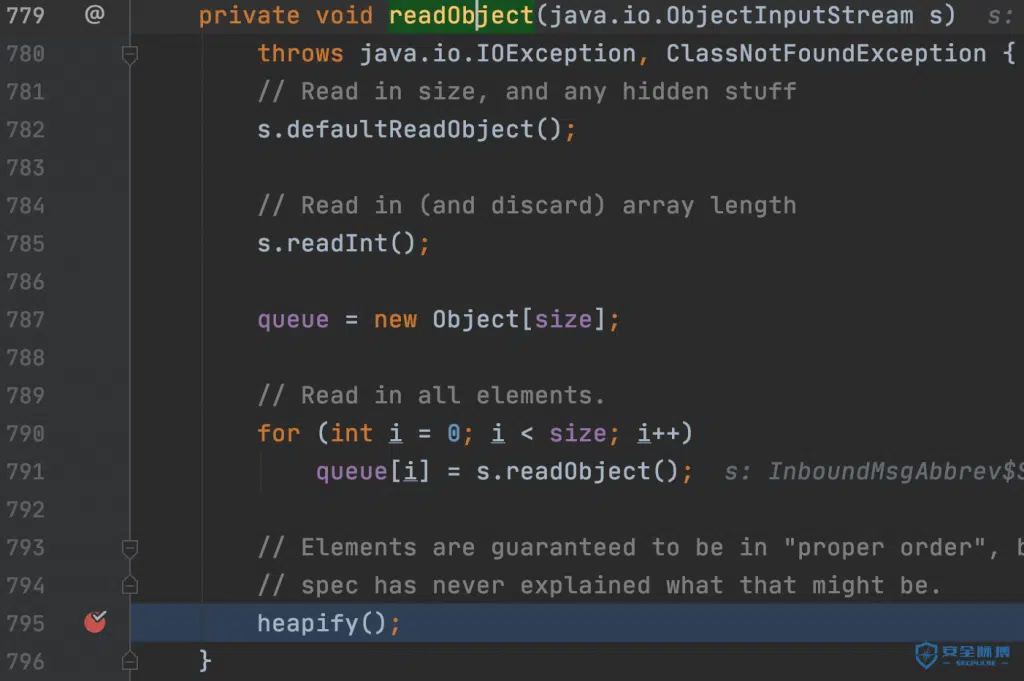 779 @ private void readObject(java.io.ObjectInputStream s) s:
780 throws java.io.IOException, ClassNotFoundException {
781 // Read in size, and any hidden stuff
782 s.defaultReadObject();
783
784 // Read in (and discard) array length
785 s.readInt();
786
787 queue = new Object[size];
788
789 // Read in all elements.
790 for (int i = 0; i < size; i++)
791 queue[i] = s.readObject(); s: InboundMsgAbbrev$S
792
793 // Elements are guaranteed to be in "proper order", b
794 // spec has never explained what that might be.
795 heapify();
796 }
安全脉搏
SECPULSE